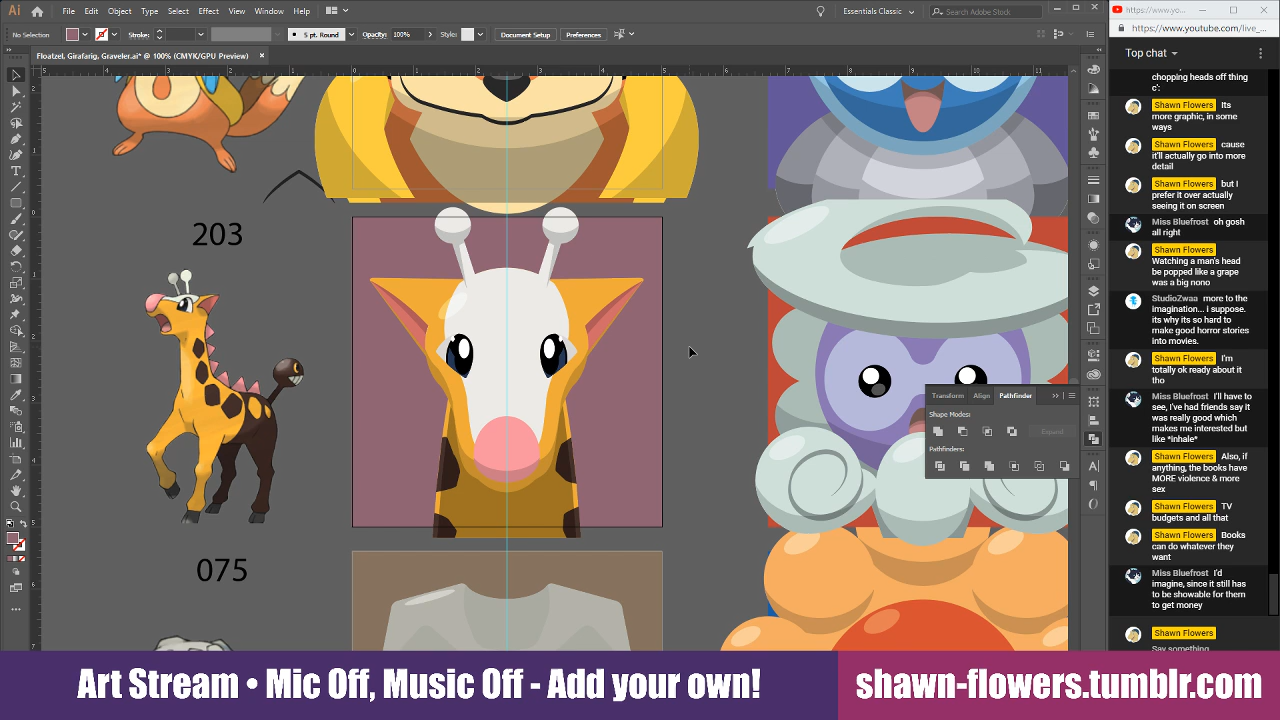 Ai
File Edit Object Type Select Effect View Window Help
Essentials Classic
Search Adobe Stock
No Selection
Stroke:
5 pt. Round
Opacity: 100%
Style:
Document Setup
Preferences
Floatzel, Girafarig, Graveler.ai* @ 100% (CMYK/GPU Preview)
203
075
Transform Align Pathfinder
Shape Modes:
Expand
Pathfinders:
https://www.yo...
https://www.youtube.com/live_...
Top chat
chopping heads off thing
c':
Shawn Flowers Its
more graphic, in some
ways
Shawn Flowers cause
it'll actually go into more
detail
Shawn Flowers but I
prefer it over actually
seeing it on screen
Miss Bluefrost oh gosh
all right
Shawn Flowers
Watching a man's head
be popped like a grape
was a big nono
StudioZwaa more to the
imagination... i suppose.
its why its so hard to
make good horror stories
into movies.
Shawn Flowers I'm
totally ok ready about it
tho
Miss Bluefrost I'll have to
see, i've had friends say it
was really good which
makes me interested but
like *inhale*
Shawn Flowers Also, if
anything, the books have
MORE violence & more
sex
Shawn Flowers TV
budgets and all that
Shawn Flowers Books
can do whatever they
want
Miss Bluefrost I'd
imagine, since it still has
to be showable for them
to get money
Shawn Flowers
Say something
Art Stream • Mic Off, Music Off - Add your own!
shawn-flowers.tumblr.com